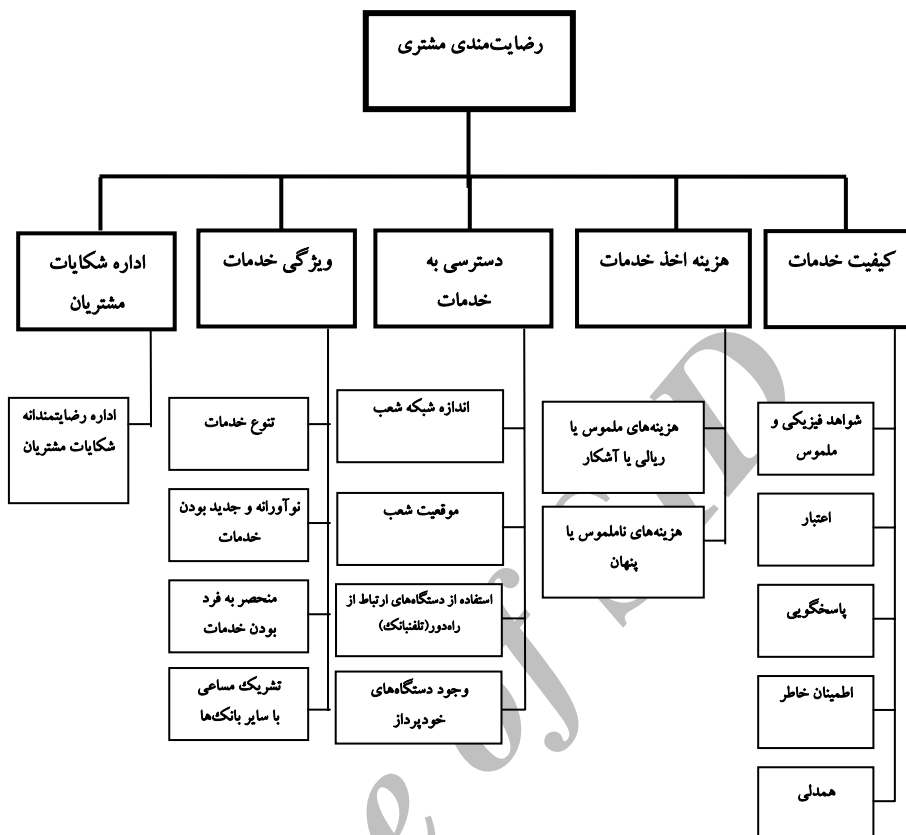 رضایت‌مندی مشتری
کیفیت خدمات
هزینه اخذ خدمات
دسترسی به
خدمات
ویژگی خدمات
اداره شکایات
مشتریان
شواهد فیزیکی و
ملموس
اعتبار
پاسخگویی
اطمینان خاطر
همدلی
هزینه‌های ملموس یا
ریالی یا آشکار
هزینه‌های ناملموس یا
پنهان
اندازه شبکه شعب
موقعیت شعب
استفاده از دستگاه‌های ارتباط از
راه‌دور(تلفنبانک)
وجود دستگاه‌های
خودپرداز
تنوع خدمات
نوآورانه و جدید بودن
خدمات
منحصر به فرد
بودن خدمات
تشریک مساعی
با سایر بانک‌ها
اداره رضایتمندانه
شکایات مشتریان
e of SID